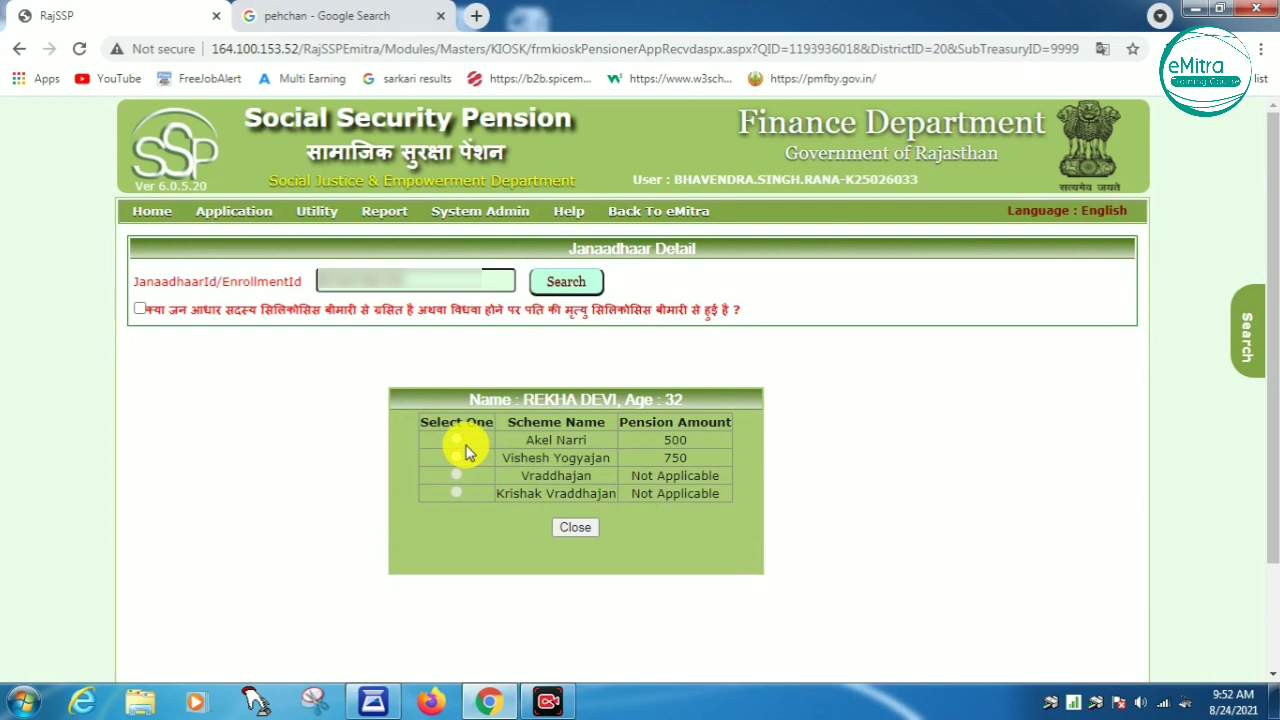 RajSSP
pehchan - Google Search
Not secure 164.100.153.52/RajSSPEmitra/Modules/Masters/KIOSK/frmkioskPensionerAppRecvdaspx.aspx?QID=1193936018&DistrictID=20&SubTreasuryID=9999
Apps YouTube FreeJobAlert Multi Earning sarkari results https://b2b.spicem... https://www.w3sch... https://pmfby.gov.in/ list
eMitra
Training Course
SSP
Ver 6.0.5.20
Social Security Pension
सामाजिक सुरक्षा पेंशन
Social Justice & Empowerment Department
Finance Department
Government of Rajasthan
User : BHAVENDRA.SINGH.RANA-K25026033
सत्यमेव जयते
Home Application Utility Report System Admin Help Back To eMitra Language : English
Janaadhaar Detail
JanaadhaarId/EnrollmentId Search
क्या जन आधार सदस्य सिलिकोसिस बीमारी से ग्रसित है अथवा विधवा होने पर पति की मृत्यु सिलिकोसिस बीमारी से हुई है ?
Search
Name : REKHA DEVI, Age : 32
Select One Scheme Name Pension Amount
Akel Narri 500
Vishesh Yogyajan 750
Vraddhajan Not Applicable
Krishak Vraddhajan Not Applicable
Close
9:52 AM
8/24/2021